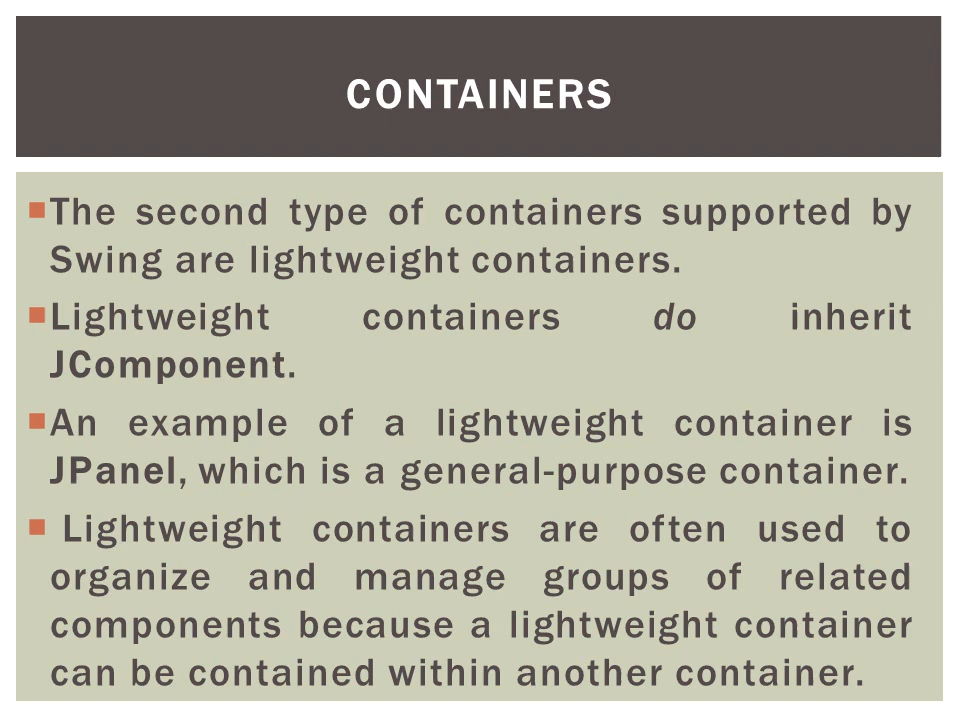 CONTAINERS
The second type of containers supported by
Swing are lightweight containers.
Lightweight containers do inherit
JComponent.
An example of a lightweight container is
JPanel, which is a general-purpose container.
Lightweight containers are often used to
organize and manage groups of related
components because a lightweight container
can be contained within another container.